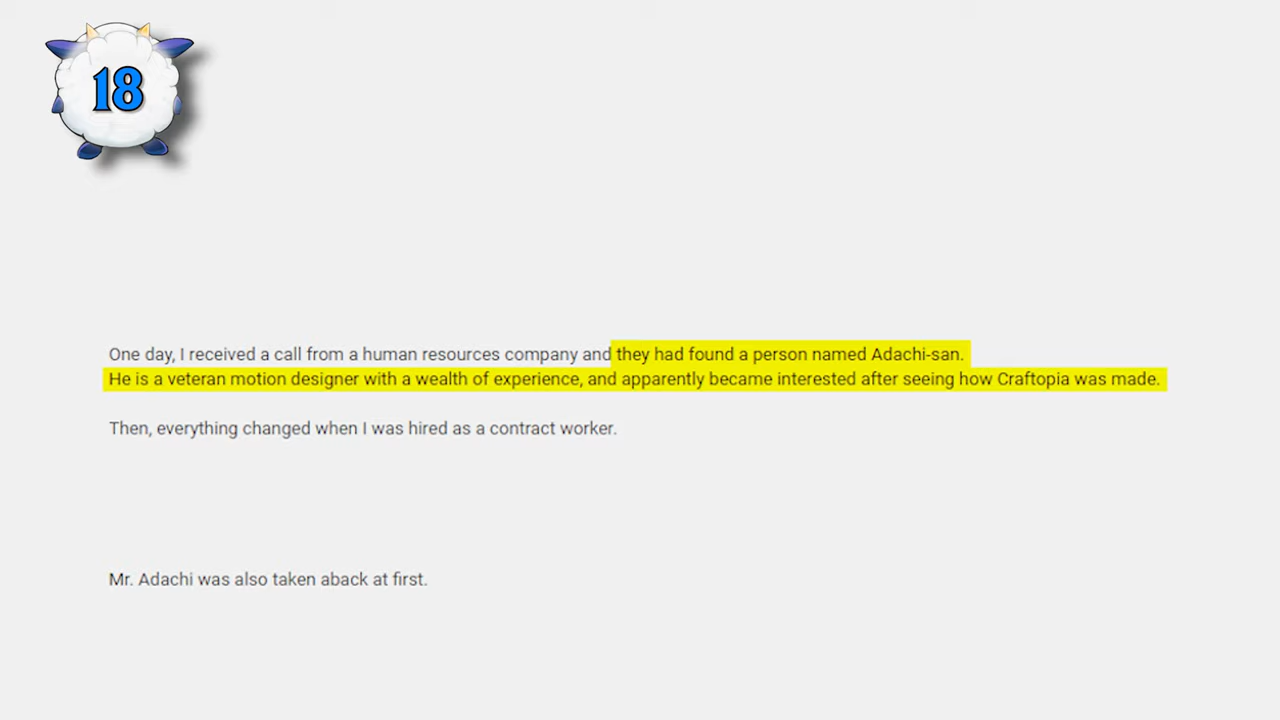 18
One day, I received a call from a human resources company and they had found a person named Adachi-san.
He is a veteran motion designer with a wealth of experience, and apparently became interested after seeing how Craftopia was made.
Then, everything changed when I was hired as a contract worker.
Mr. Adachi was also taken aback at first.